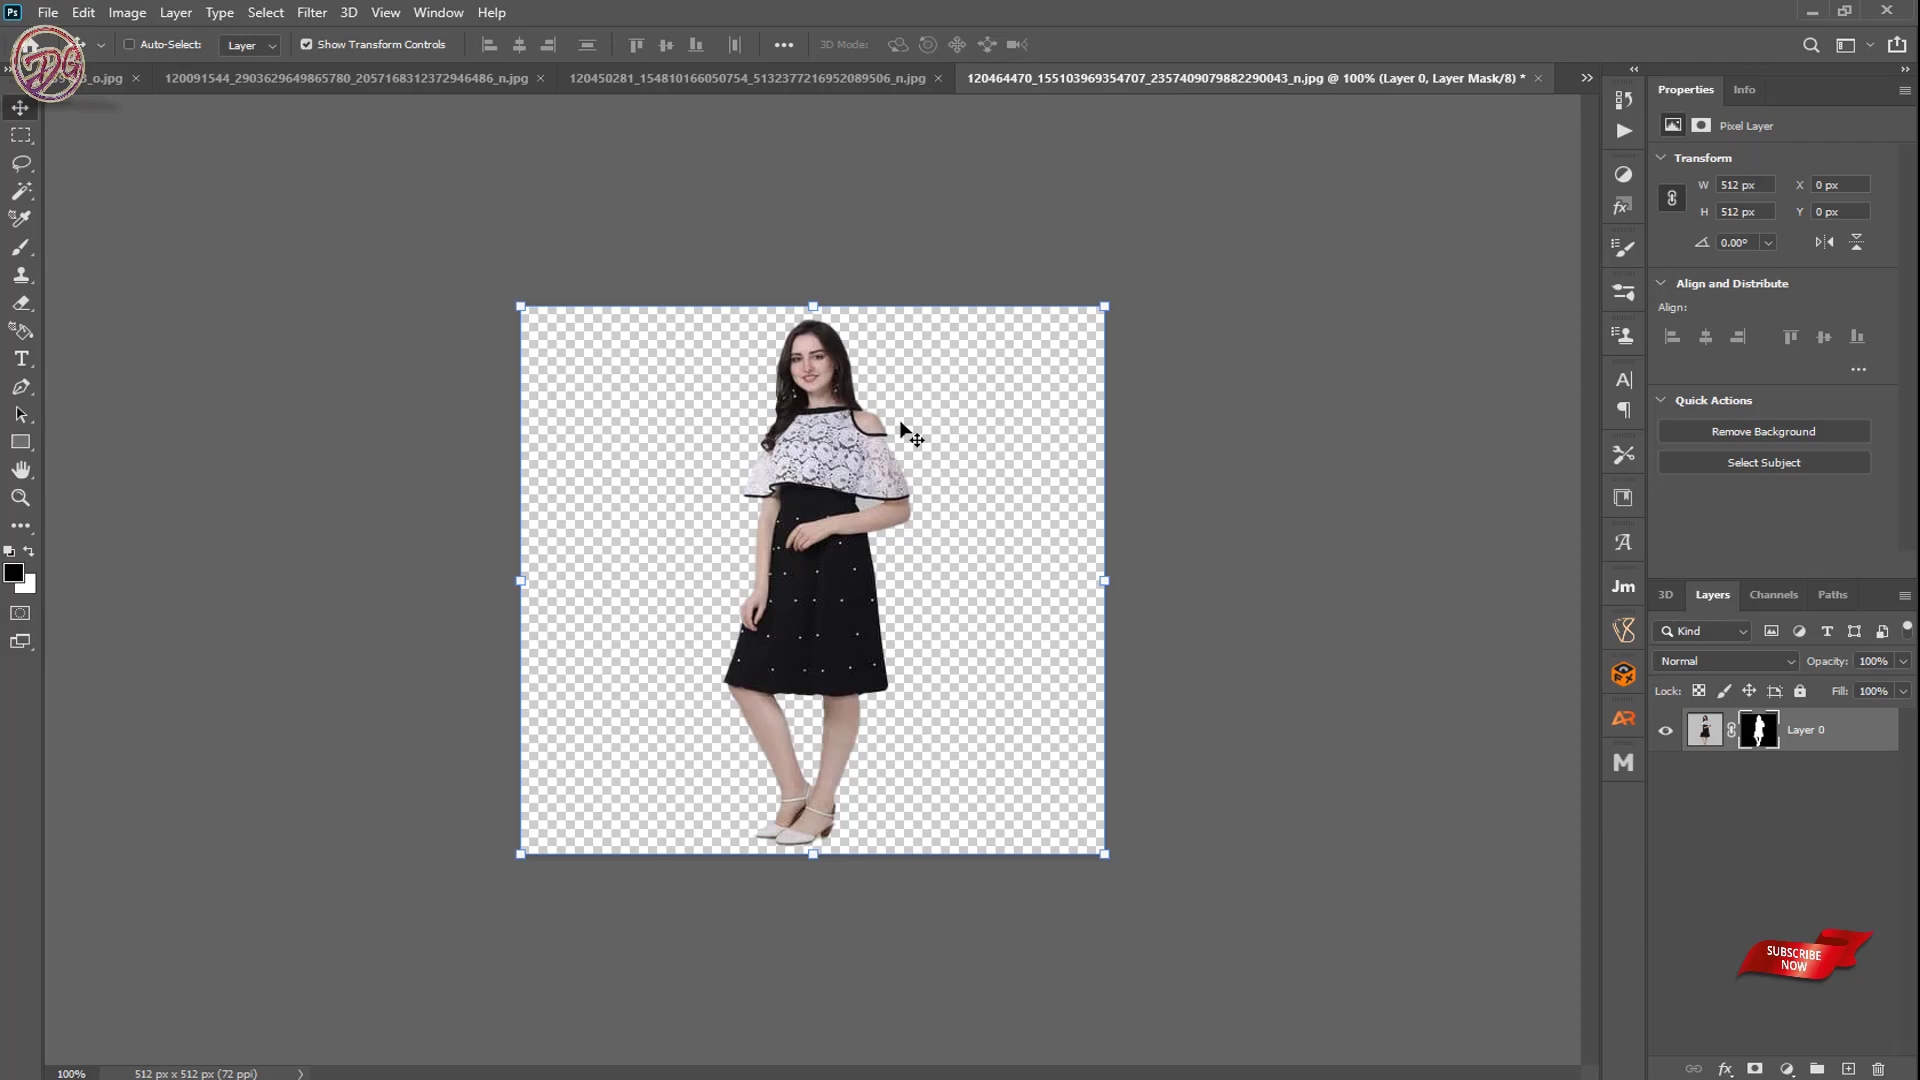 Ps File Edit Image Layer Type Select Filter 3D View Window Help
Auto-Select: Layer Show Transform Controls 3D Mode:
DG
_o.jpg 120091544_2903629649865780_2057168312372946486_n.jpg 120450281_154810166050754_5132377216952089506_n.jpg 120464470_155103969354707_2357409079882290043_n.jpg @ 100% (Layer 0, Layer Mask/8) *
Properties Info
Pixel Layer
Transform
W 512 px X 0 px
H 512 px Y 0 px
0.00°
Align and Distribute
Align:
Quick Actions
Remove Background
Select Subject
Jm
AR
M
3D Layers Channels Paths
Kind
Normal Opacity: 100%
Lock: Fill: 100%
Layer 0
SUBSCRIBE
NOW
100% 512 px x 512 px (72 ppi)